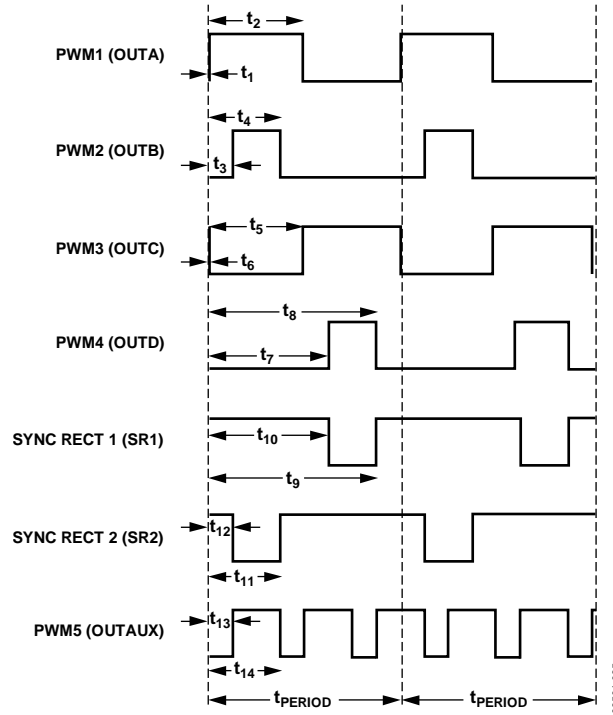 t2
PWM1 (OUTA)
t1
t4
PWM2 (OUTB)
t3
t5
PWM3 (OUTC)
t6
t8
PWM4 (OUTD)
t7
SYNC RECT 1 (SR1)
t10
t9
SYNC RECT 2 (SR2)
t12
t11
PWM5 (OUTAUX)
t13
t14
tPERIOD tPERIOD